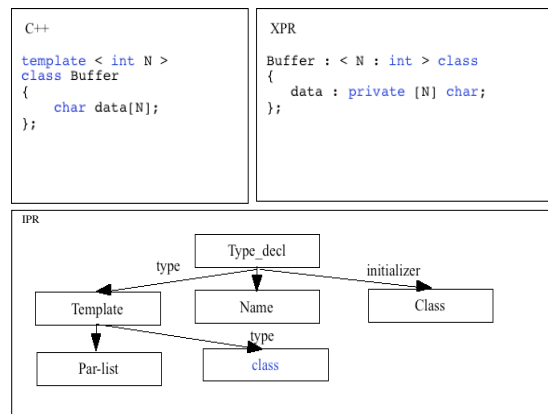 C++
template < int N >
class Buffer
{
char data[N];
};
XPR
Buffer : < N : int > class
{
data : private [N] char;
};
IPR
Type_decl
type
initializer
Template
Name
Class
type
Par-list
class